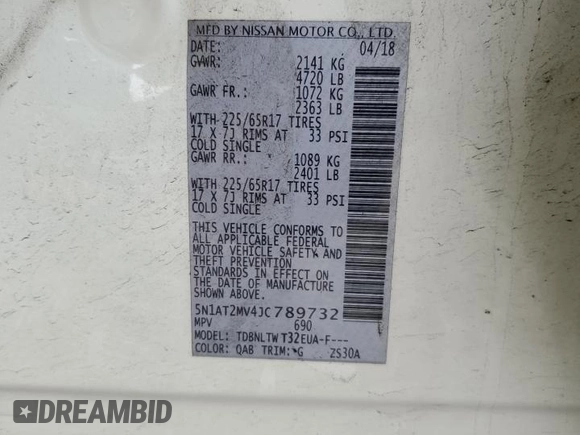 MFD BY NISSAN MOTOR CO., LTD
DATE: 04/18
GVWR: 2141 KG
4720 LB
GAWR FR.: 1072 KG
2363 LB
WITH 225/65R17 TIRES
17 X 7J RIMS AT 33 PSI
COLD SINGLE
GAWR RR.: 1089 KG
2401 LB
WITH 225/65R17 TIRES
17 X 7J RIMS AT 33 PSI
COLD SINGLE
THIS VEHICLE CONFORMS TO
ALL APPLICABLE FEDERAL
MOTOR VEHICLE SAFETY AND
THEFT PREVENTION
STANDARDS IN EFFECT ON
THE DATE OF MANUFACTURE
SHOWN ABOVE.
5N1AT2MV4JC789732
MPV 690
MODEL: TDBNLTW T32EUA-F---
COLOR: QAB TRIM: G ZS30A
DREAMBID